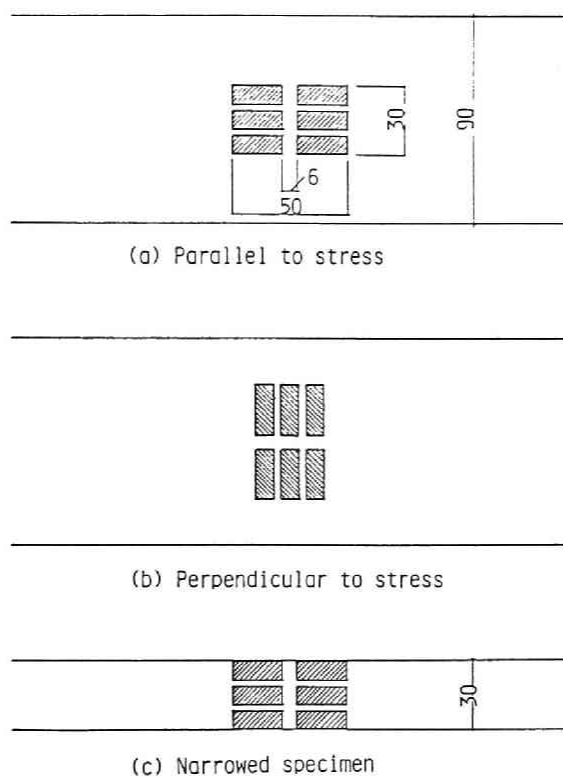 30
90
6
50
(a) Parallel to stress
(b) Perpendicular to stress
30
(c) Narrowed specimen